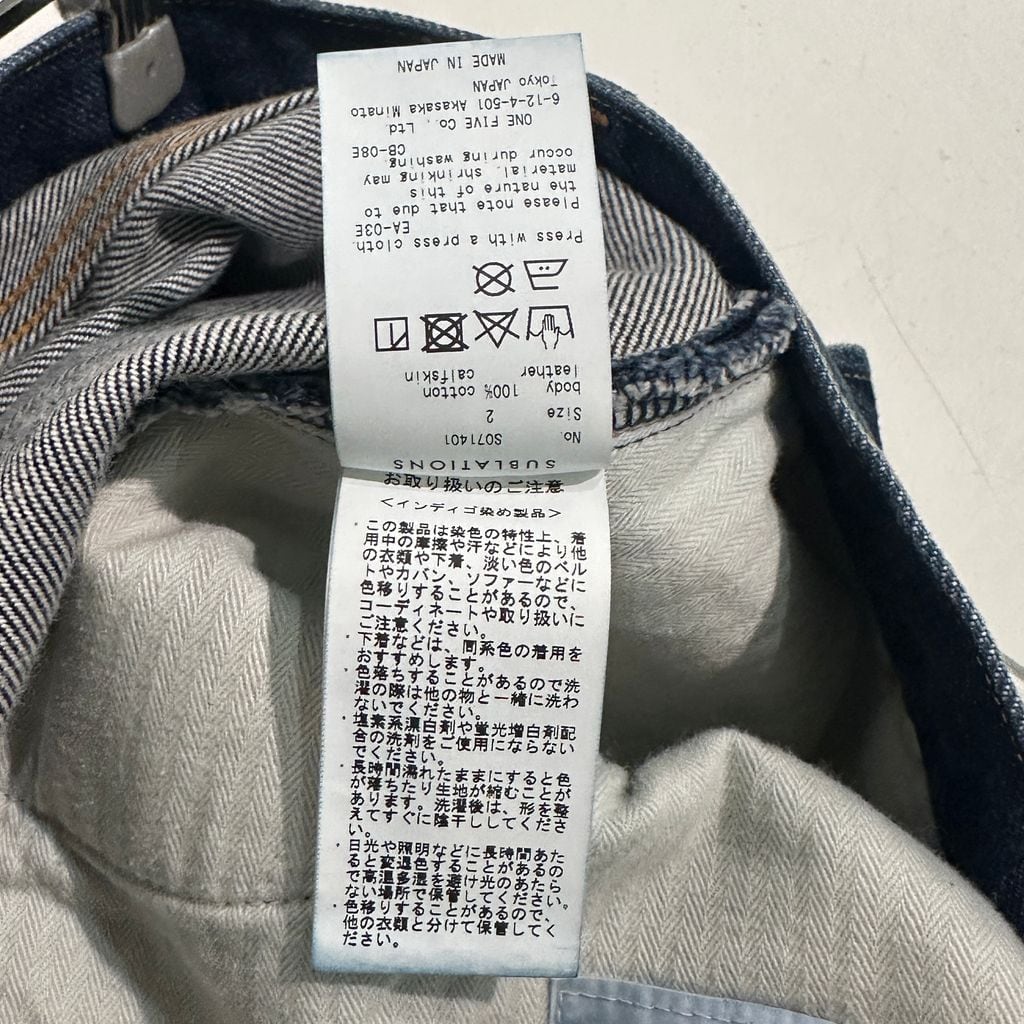 SUBLATIONS
No. S071401
Size 2
body 100% cotton
leather calfskin
Press with a press cloth.
EA-03E
Please note that due to
the nature of this
material, shrinking may
occur during washing.
CB-08E
ONE FIVE Co., Ltd.
6-12-4-501 Akasaka Minato
Tokyo JAPAN
MADE IN JAPAN
お取り扱いのご注意
<インディゴ染め製品>
・この製品は染色の特性上、着
用中の摩擦や汗などにより他
の衣類や下着、淡い色のベル
トやカバン、ソファーなどに
色移りすることがあるので、
コーディネートや取り扱いに
ご注意ください。
・下着などは、同系色の着用を
おすすめします。
・色落ちすることがあるので洗
濯の際は他の物と一緒に洗わ
ないでください。
・塩素系漂白剤や蛍光増白剤配
合の洗剤をご使用にならない
でください。
・長時間濡れたままにすると色
が落ちたり生地が縮むことが
あります。洗濯後は、形を整
えてすぐに陰干ししてくださ
い。
・日光や照明などに長時間あた
ると変退色することがあるの
で高温多湿を避け光のあたら
ない場所で保管してください。
・色移りすることがあるので、
他の衣類と分けて保管してく
ださい。